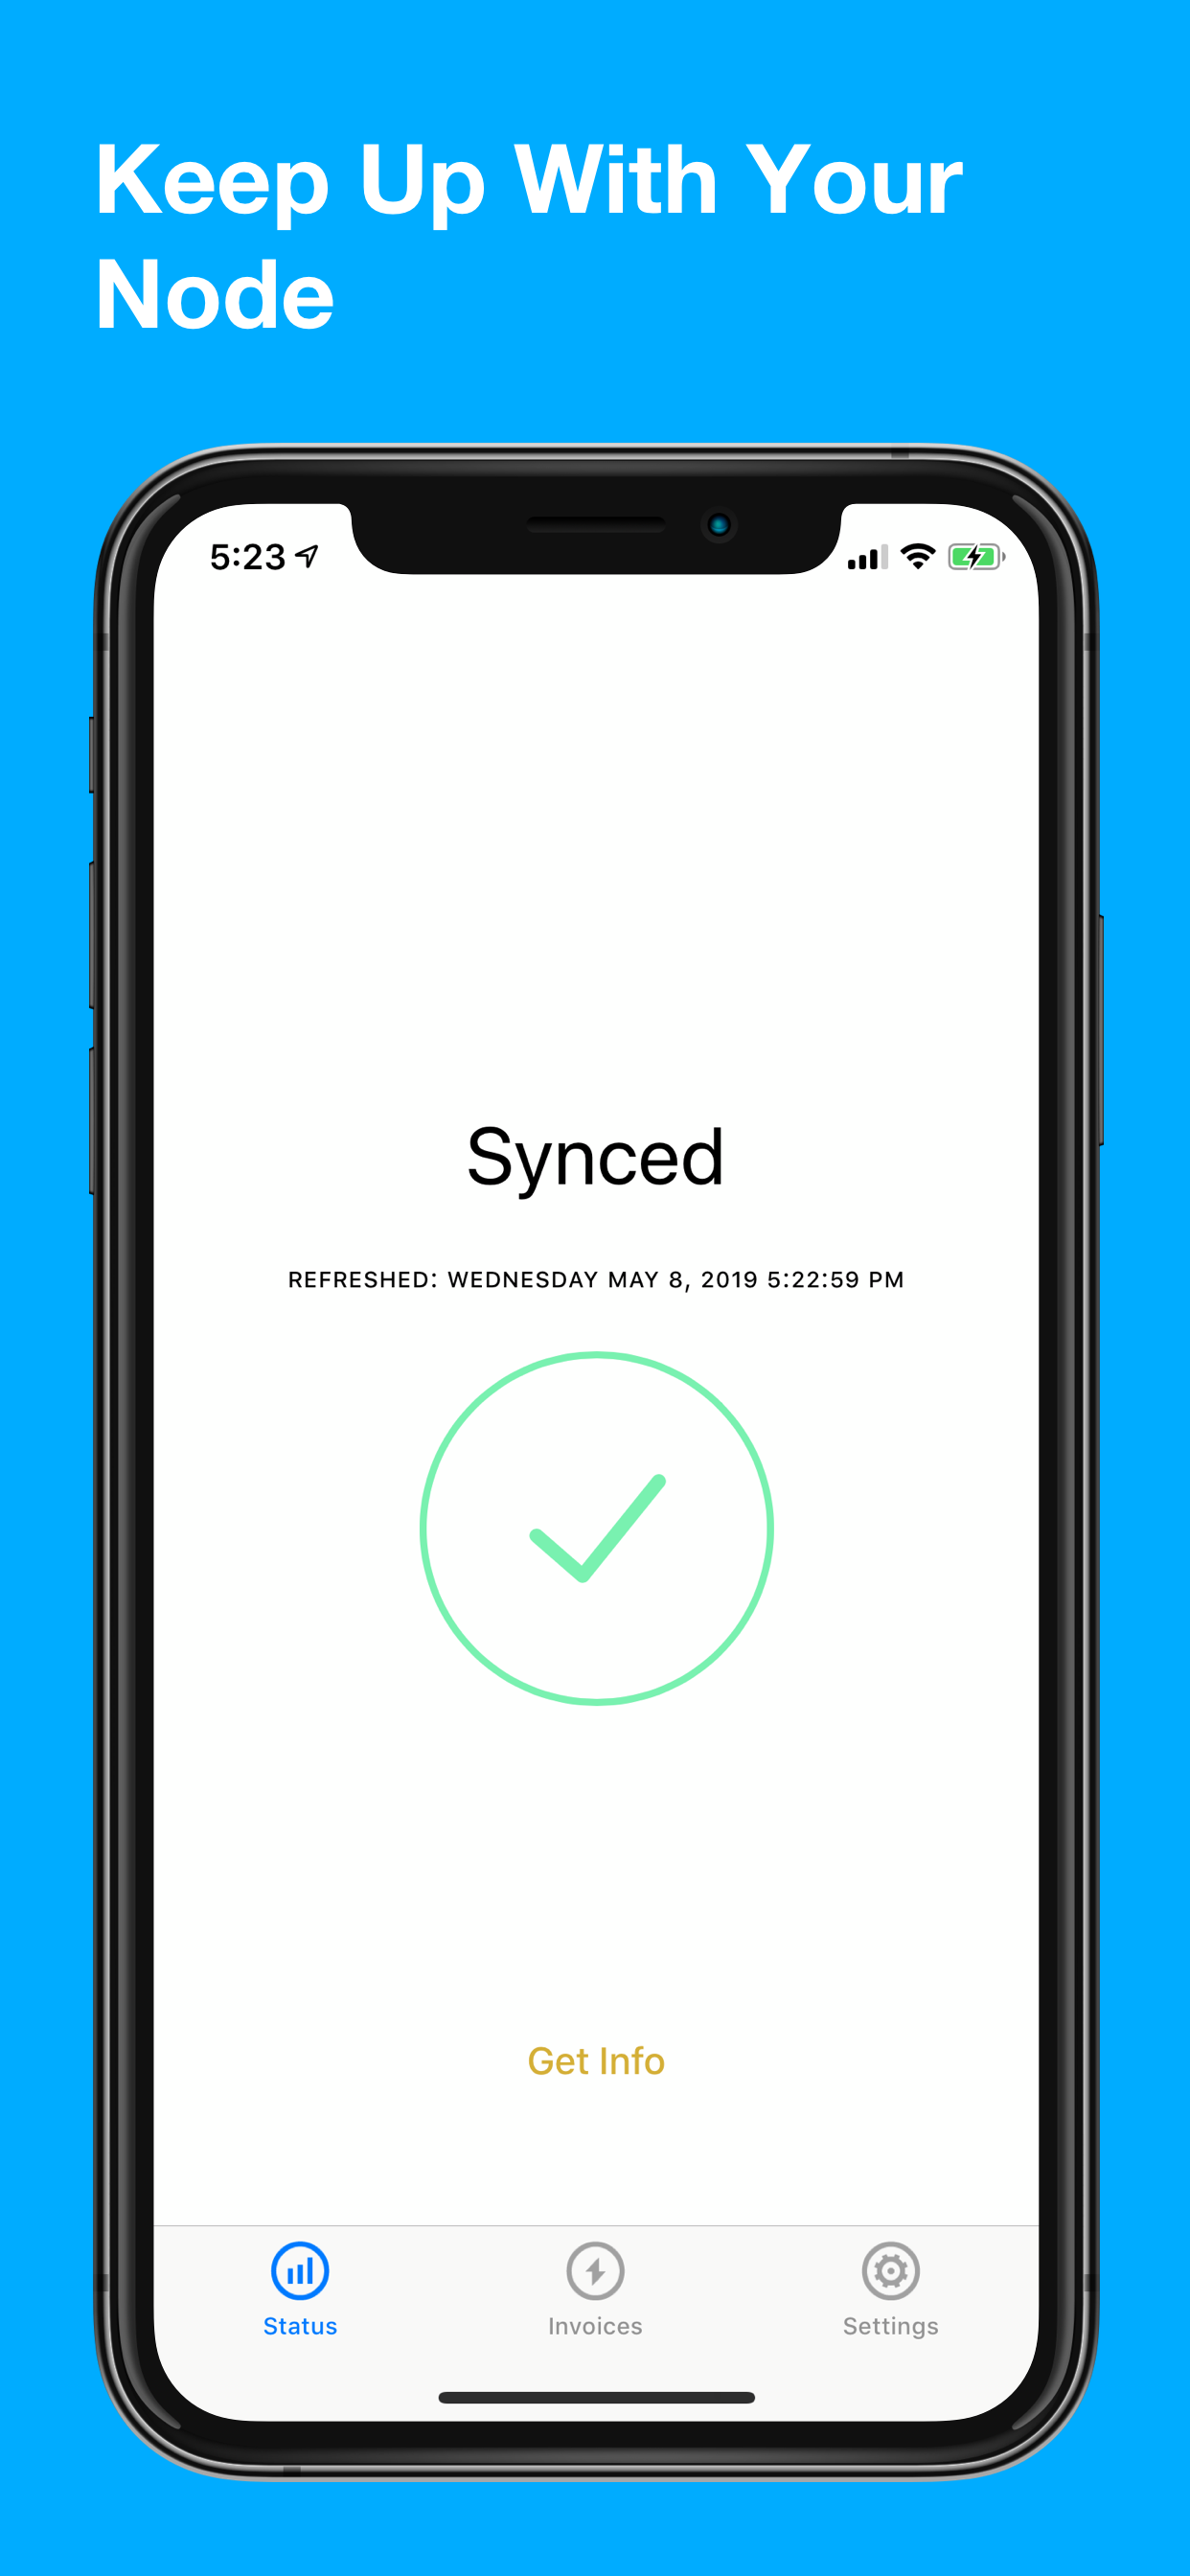 Keep Up With Your
Node
5:23
Synced
REFRESHED: WEDNESDAY MAY 8, 2019 5:22:59 PM
Get Info
Status
Invoices
Settings